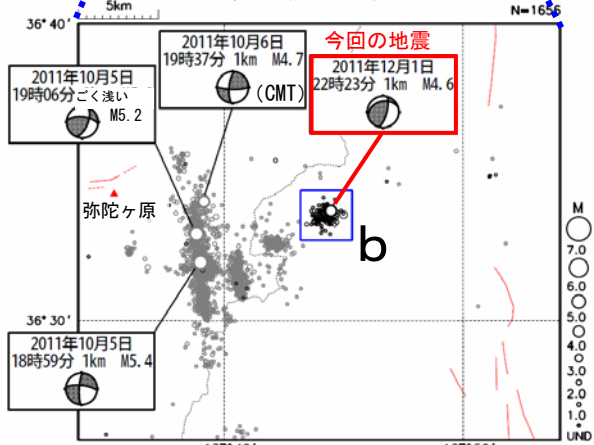 5km
N=1656
36°40′
2011年10月6日
19時37分 1km M4.7
(CMT)
今回の地震
2011年12月1日
22時23分 1km M4.6
2011年10月5日
19時06分ごく浅い
M5.2
弥陀ヶ原
b
M
7.0
6.0
5.0
4.0
3.0
2.0
1.0
UND
36°30′
2011年10月5日
18時59分 1km M5.4